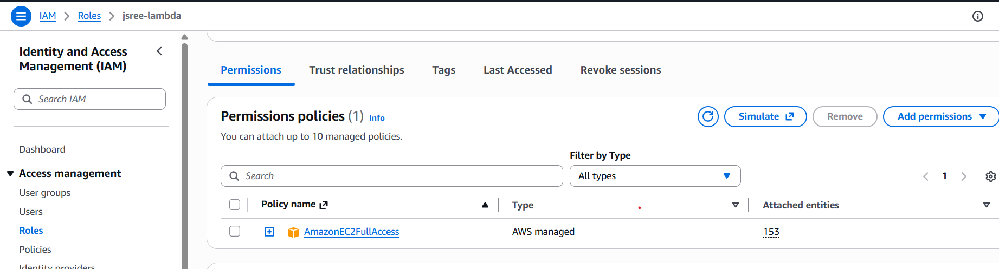 IAM > Roles > jsree-lambda
Identity and Access
Management (IAM)
Search IAM
Dashboard
Access management
User groups
Users
Roles
Policies
Identity providers
Permissions
Trust relationships
Tags
Last Accessed
Revoke sessions
Permissions policies (1) Info
You can attach up to 10 managed policies.
Simulate
Remove
Add permissions
Filter by Type
Search
All types
1
Policy name
Type
Attached entities
AmazonEC2FullAccess
AWS managed
153